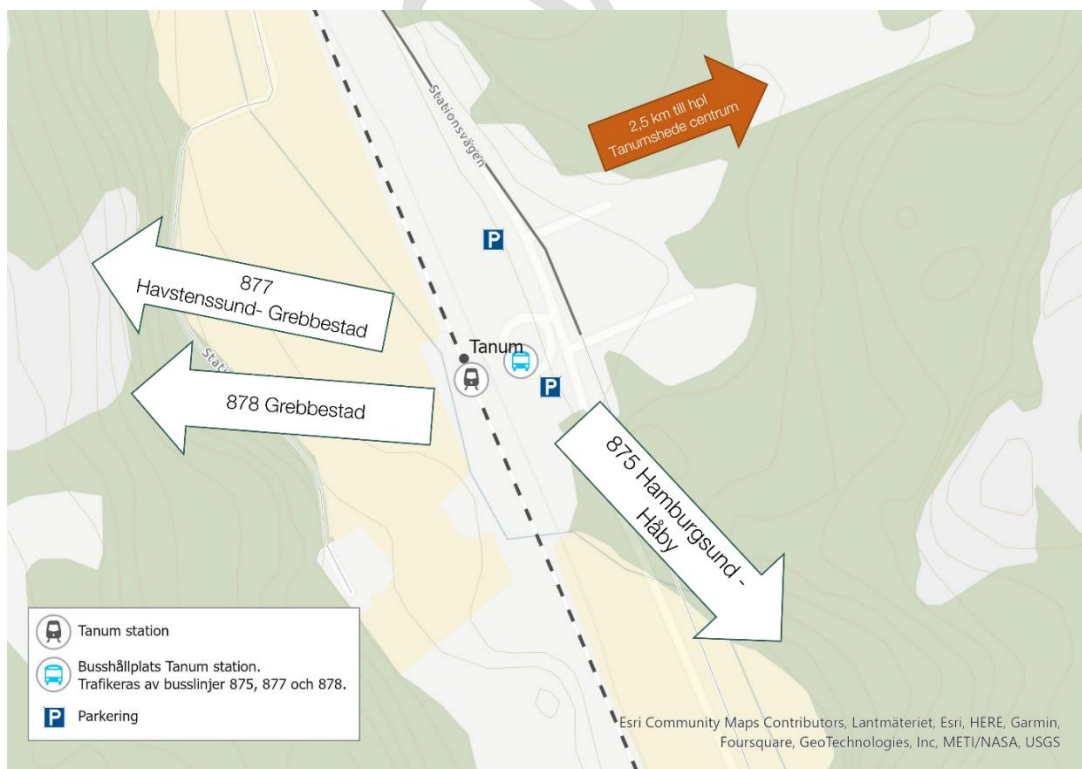 Stationsvägen
2,5 km till hpl
Tanumshede centrum
P
877
Havstenssund- Grebbestad
Tanum
878 Grebbestad
P
875 Hamburgsund -
Håby
Tanum station
Busshållplats Tanum station.
Trafikeras av busslinjer 875, 877 och 878.
P Parkering
Esri Community Maps Contributors, Lantmäteriet, Esri, HERE, Garmin,
Foursquare, GeoTechnologies, Inc, METI/NASA, USGS